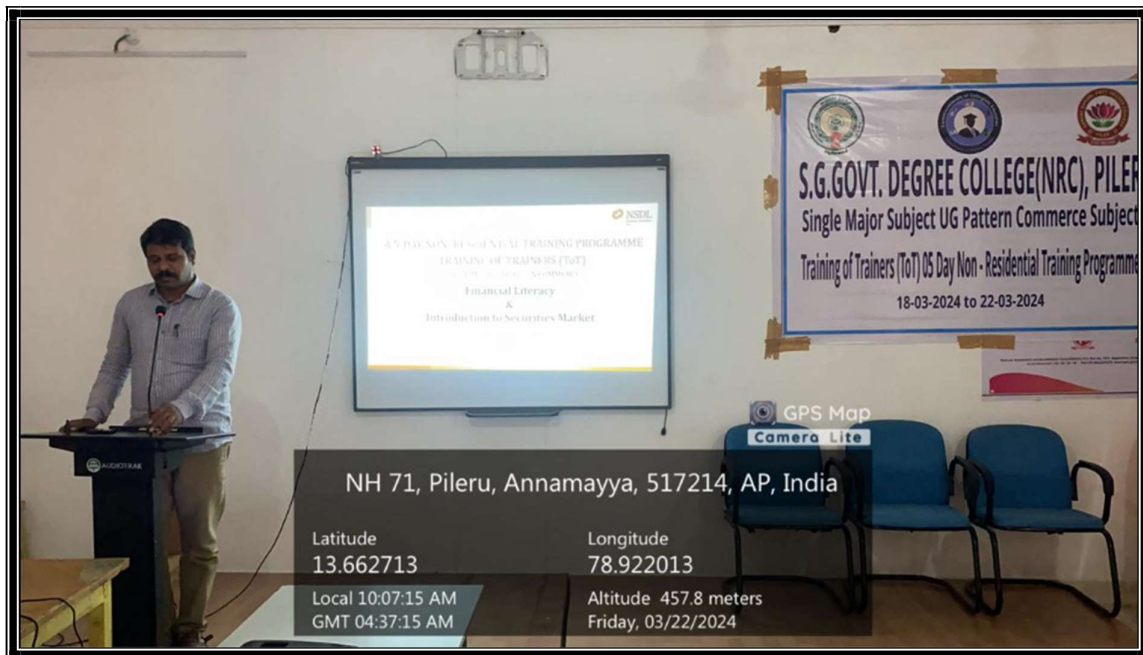 NSDL
TRAINING PROGRAMME
TRAINING OF TRAINERS (ToT)
Financial Literacy
&
Introduction to Securities Market
S.G.GOVT. DEGREE COLLEGE(NRC), PILER
Single Major Subject UG Pattern Commerce Subject
Training of Trainers (ToT) 05 Day Non - Residential Training Programme
18-03-2024 to 22-03-2024
AUDIOTRAK
GPS Map
Camera Lite
NH 71, Pileru, Annamayya, 517214, AP, India
Latitude
13.662713
Longitude
78.922013
Local 10:07:15 AM
GMT 04:37:15 AM
Altitude 457.8 meters
Friday, 03/22/2024